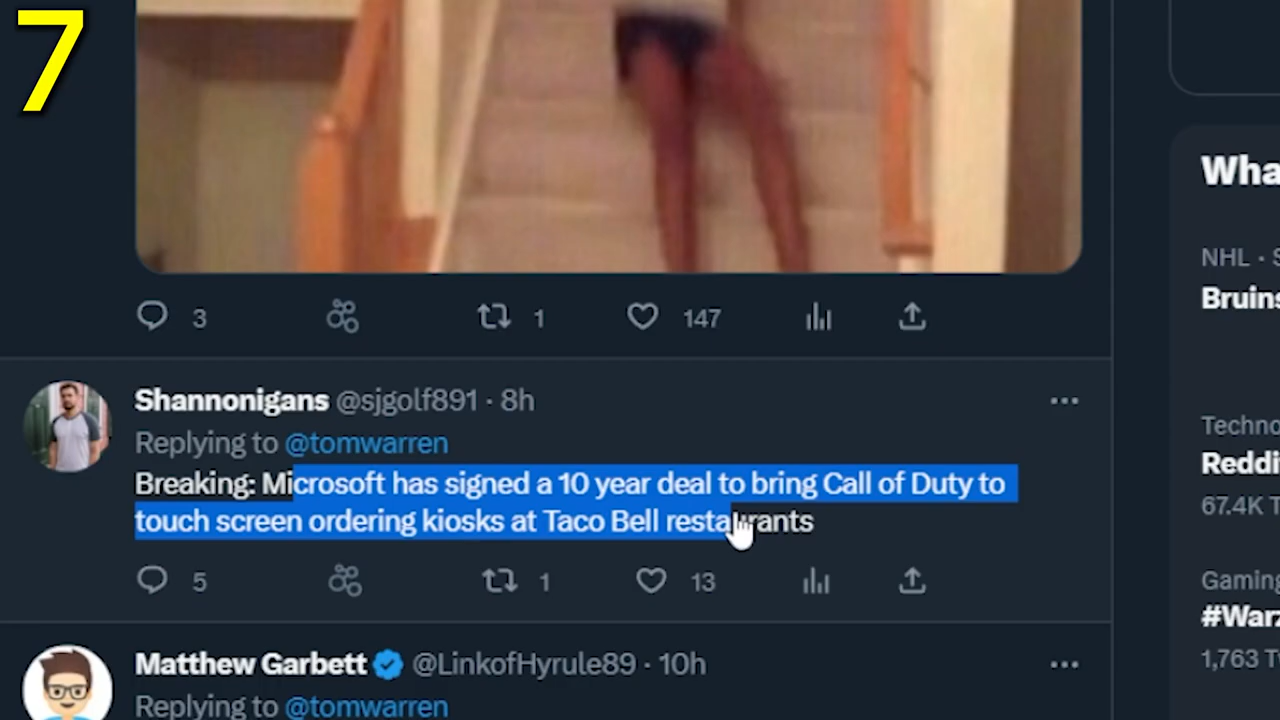 7
3
1
147
Wha
NHL · S
Bruins
Shannonigans @sjgolf891 · 8h
Replying to @tomwarren
Breaking: Microsoft has signed a 10 year deal to bring Call of Duty to
touch screen ordering kiosks at Taco Bell restaurants
5
1
13
Techno
Reddi
67.4K T
Gaming
#Warz
1,763 T
Matthew Garbett @LinkofHyrule89 · 10h
Replying to @tomwarren